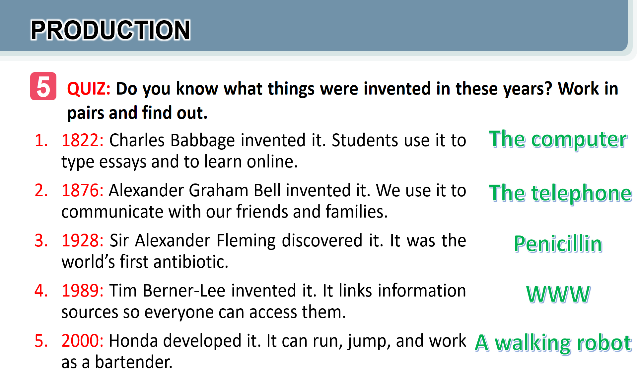 PRODUCTION
5 QUIZ: Do you know what things were invented in these years? Work in
pairs and find out.
1. 1822: Charles Babbage invented it. Students use it to
type essays and to learn online.
The computer
2. 1876: Alexander Graham Bell invented it. We use it to
communicate with our friends and families.
The telephone
3. 1928: Sir Alexander Fleming discovered it. It was the
world's first antibiotic.
Penicillin
4. 1989: Tim Berner-Lee invented it. It links information
sources so everyone can access them.
WWW
5. 2000: Honda developed it. It can run, jump, and work
as a bartender.
A walking robot